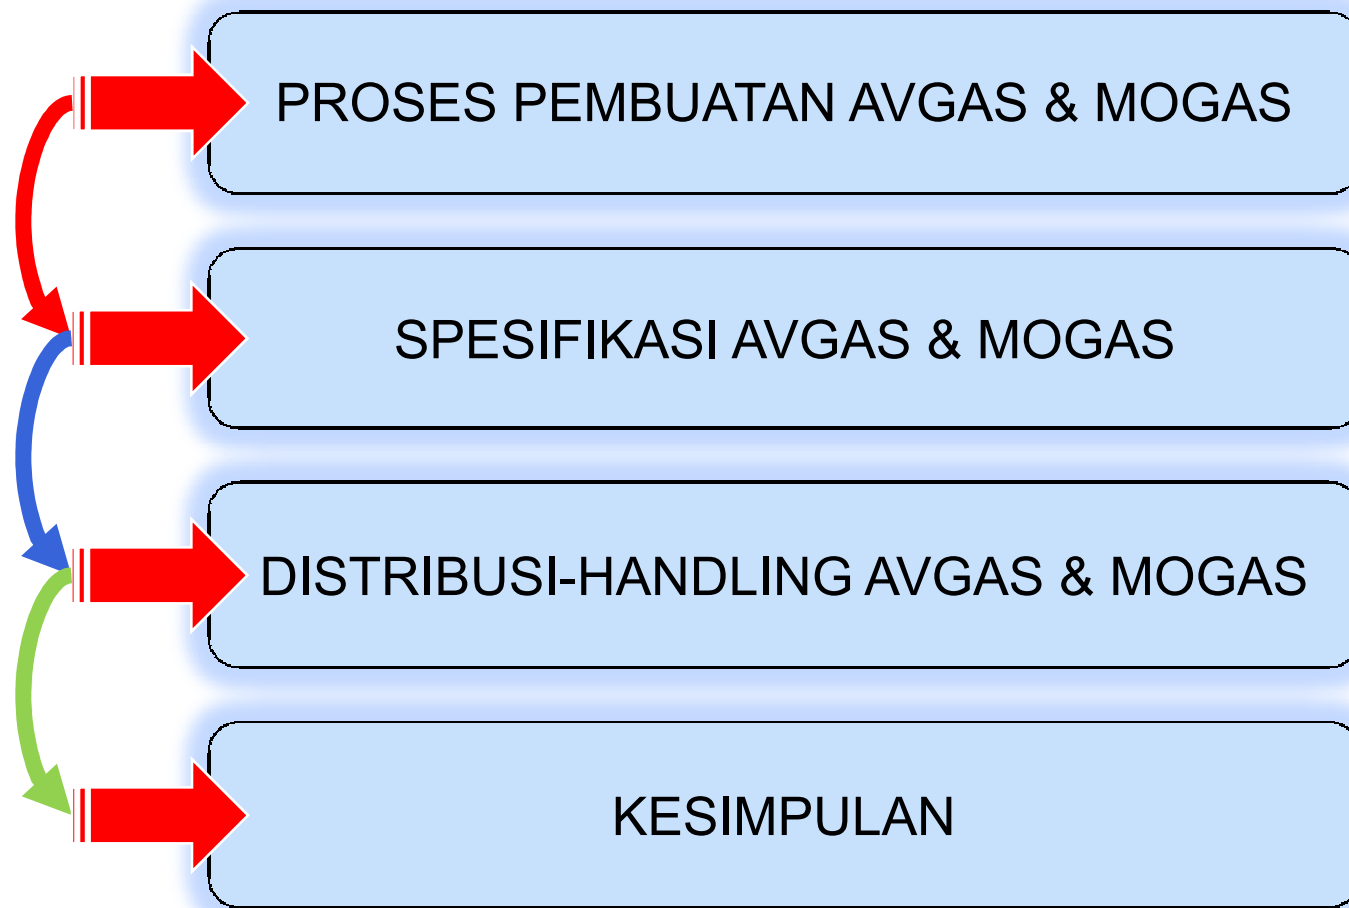 PROSES PEMBUATAN AVGAS & MOGAS
SPESIFIKASI AVGAS & MOGAS
DISTRIBUSI-HANDLING AVGAS & MOGAS
KESIMPULAN